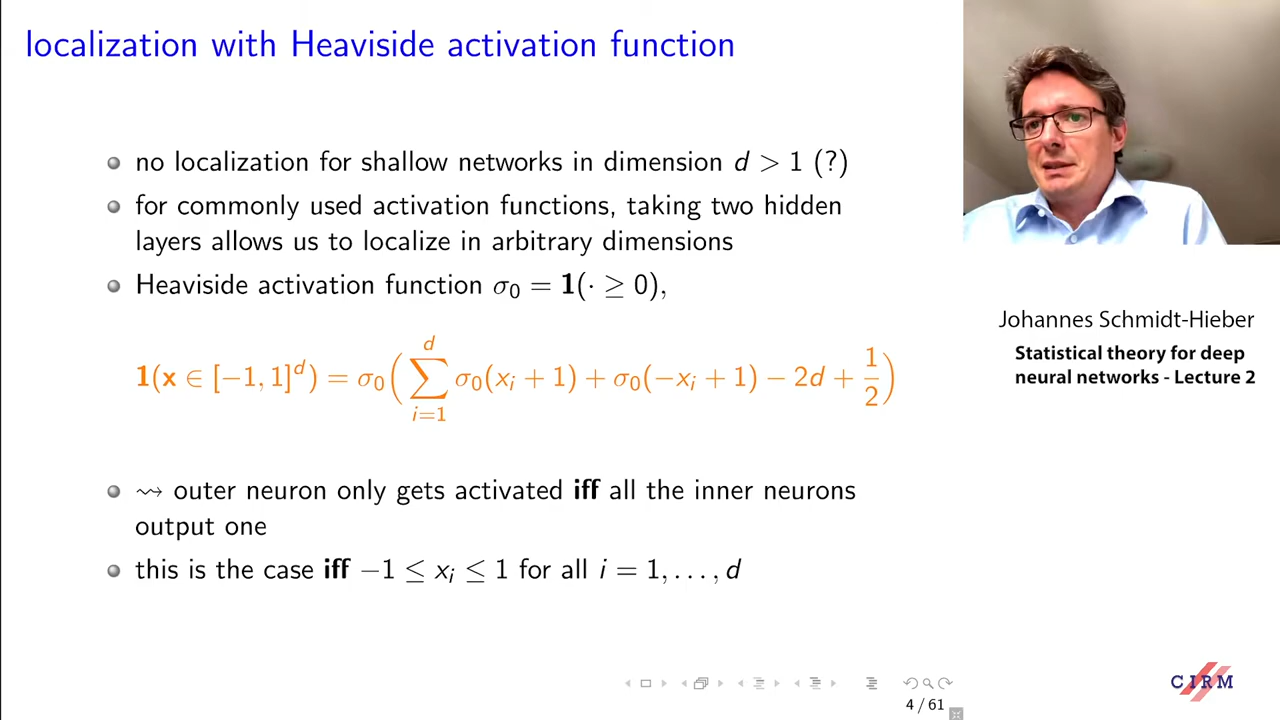 localization with Heaviside activation function
no localization for shallow networks in dimension d > 1 (?)
for commonly used activation functions, taking two hidden
layers allows us to localize in arbitrary dimensions
Heaviside activation function σ₀ = 1(· ≥ 0),
1(x ∈ [−1, 1]ᵈ) = σ₀( ∑_{i=1}^{d} σ₀(xᵢ + 1) + σ₀(−xᵢ + 1) − 2d + 1/2 )
⇝ outer neuron only gets activated iff all the inner neurons
output one
this is the case iff −1 ≤ xᵢ ≤ 1 for all i = 1, . . . , d
4 / 61
Johannes Schmidt-Hieber
Statistical theory for deep
neural networks - Lecture 2
CIRM